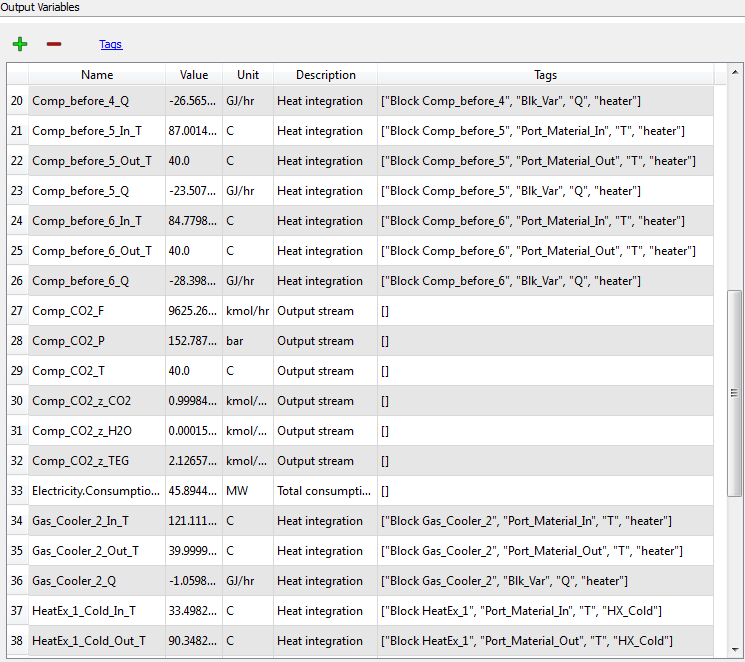 Output Variables
Tags
Name Value Unit Description Tags
20 Comp_before_4_Q -26.565... GJ/hr Heat integration ["Block Comp_before_4", "Blk_Var", "Q", "heater"]
21 Comp_before_5_In_T 87.0014... C Heat integration ["Block Comp_before_5", "Port_Material_In", "T", "heater"]
22 Comp_before_5_Out_T 40.0 C Heat integration ["Block Comp_before_5", "Port_Material_Out", "T", "heater"]
23 Comp_before_5_Q -23.507... GJ/hr Heat integration ["Block Comp_before_5", "Blk_Var", "Q", "heater"]
24 Comp_before_6_In_T 84.7798... C Heat integration ["Block Comp_before_6", "Port_Material_In", "T", "heater"]
25 Comp_before_6_Out_T 40.0 C Heat integration ["Block Comp_before_6", "Port_Material_Out", "T", "heater"]
26 Comp_before_6_Q -28.398... GJ/hr Heat integration ["Block Comp_before_6", "Blk_Var", "Q", "heater"]
27 Comp_CO2_F 9625.26... kmol/hr Output stream []
28 Comp_CO2_P 152.787... bar Output stream []
29 Comp_CO2_T 40.0 C Output stream []
30 Comp_CO2_z_CO2 0.99984... kmol/... Output stream []
31 Comp_CO2_z_H2O 0.00015... kmol/... Output stream []
32 Comp_CO2_z_TEG 2.12657... kmol/... Output stream []
33 Electricity.Consumptio... 45.8944... MW Total consumpti... []
34 Gas_Cooler_2_In_T 121.111... C Heat integration ["Block Gas_Cooler_2", "Port_Material_In", "T", "heater"]
35 Gas_Cooler_2_Out_T 39.9999... C Heat integration ["Block Gas_Cooler_2", "Port_Material_Out", "T", "heater"]
36 Gas_Cooler_2_Q -1.0598... GJ/hr Heat integration ["Block Gas_Cooler_2", "Blk_Var", "Q", "heater"]
37 HeatEx_1_Cold_In_T 33.4982... C Heat integration ["Block HeatEx_1", "Port_Material_In", "T", "HX_Cold"]
38 HeatEx_1_Cold_Out_T 90.3482... C Heat integration ["Block HeatEx_1", "Port_Material_Out", "T", "HX_Cold"]